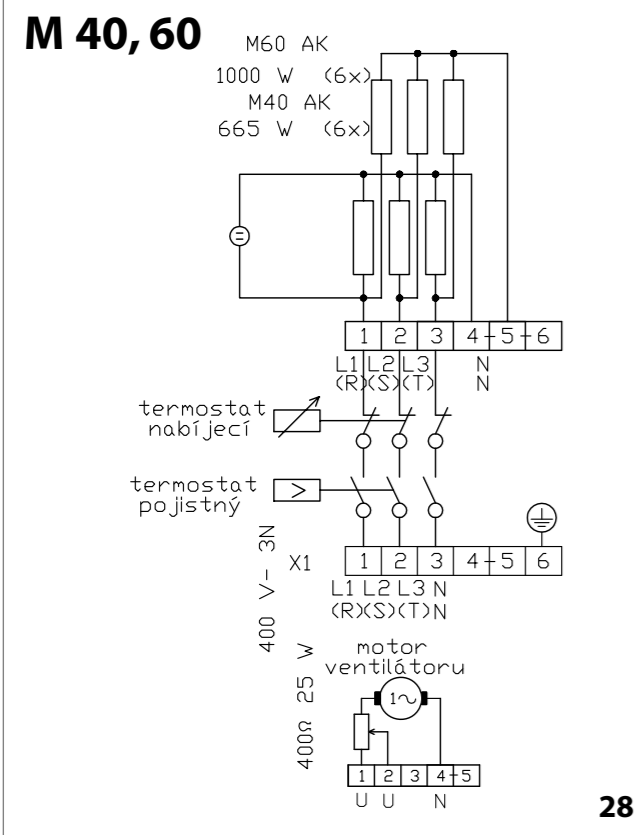 M 40, 60
M60 AK
1000 W (6x)
M40 AK
665 W (6x)
1 2 3 4 5 6
L1 L2 L3 N
(R)(S)(T) N
termostat
nabíjecí
termostat
pojistný
>
400 V~ 3N
X1
1 2 3 4 5 6
L1 L2 L3 N
(R)(S)(T)N
400Ω 25 W
motor
ventilátoru
1~
1 2 3 4 5
U U N
28